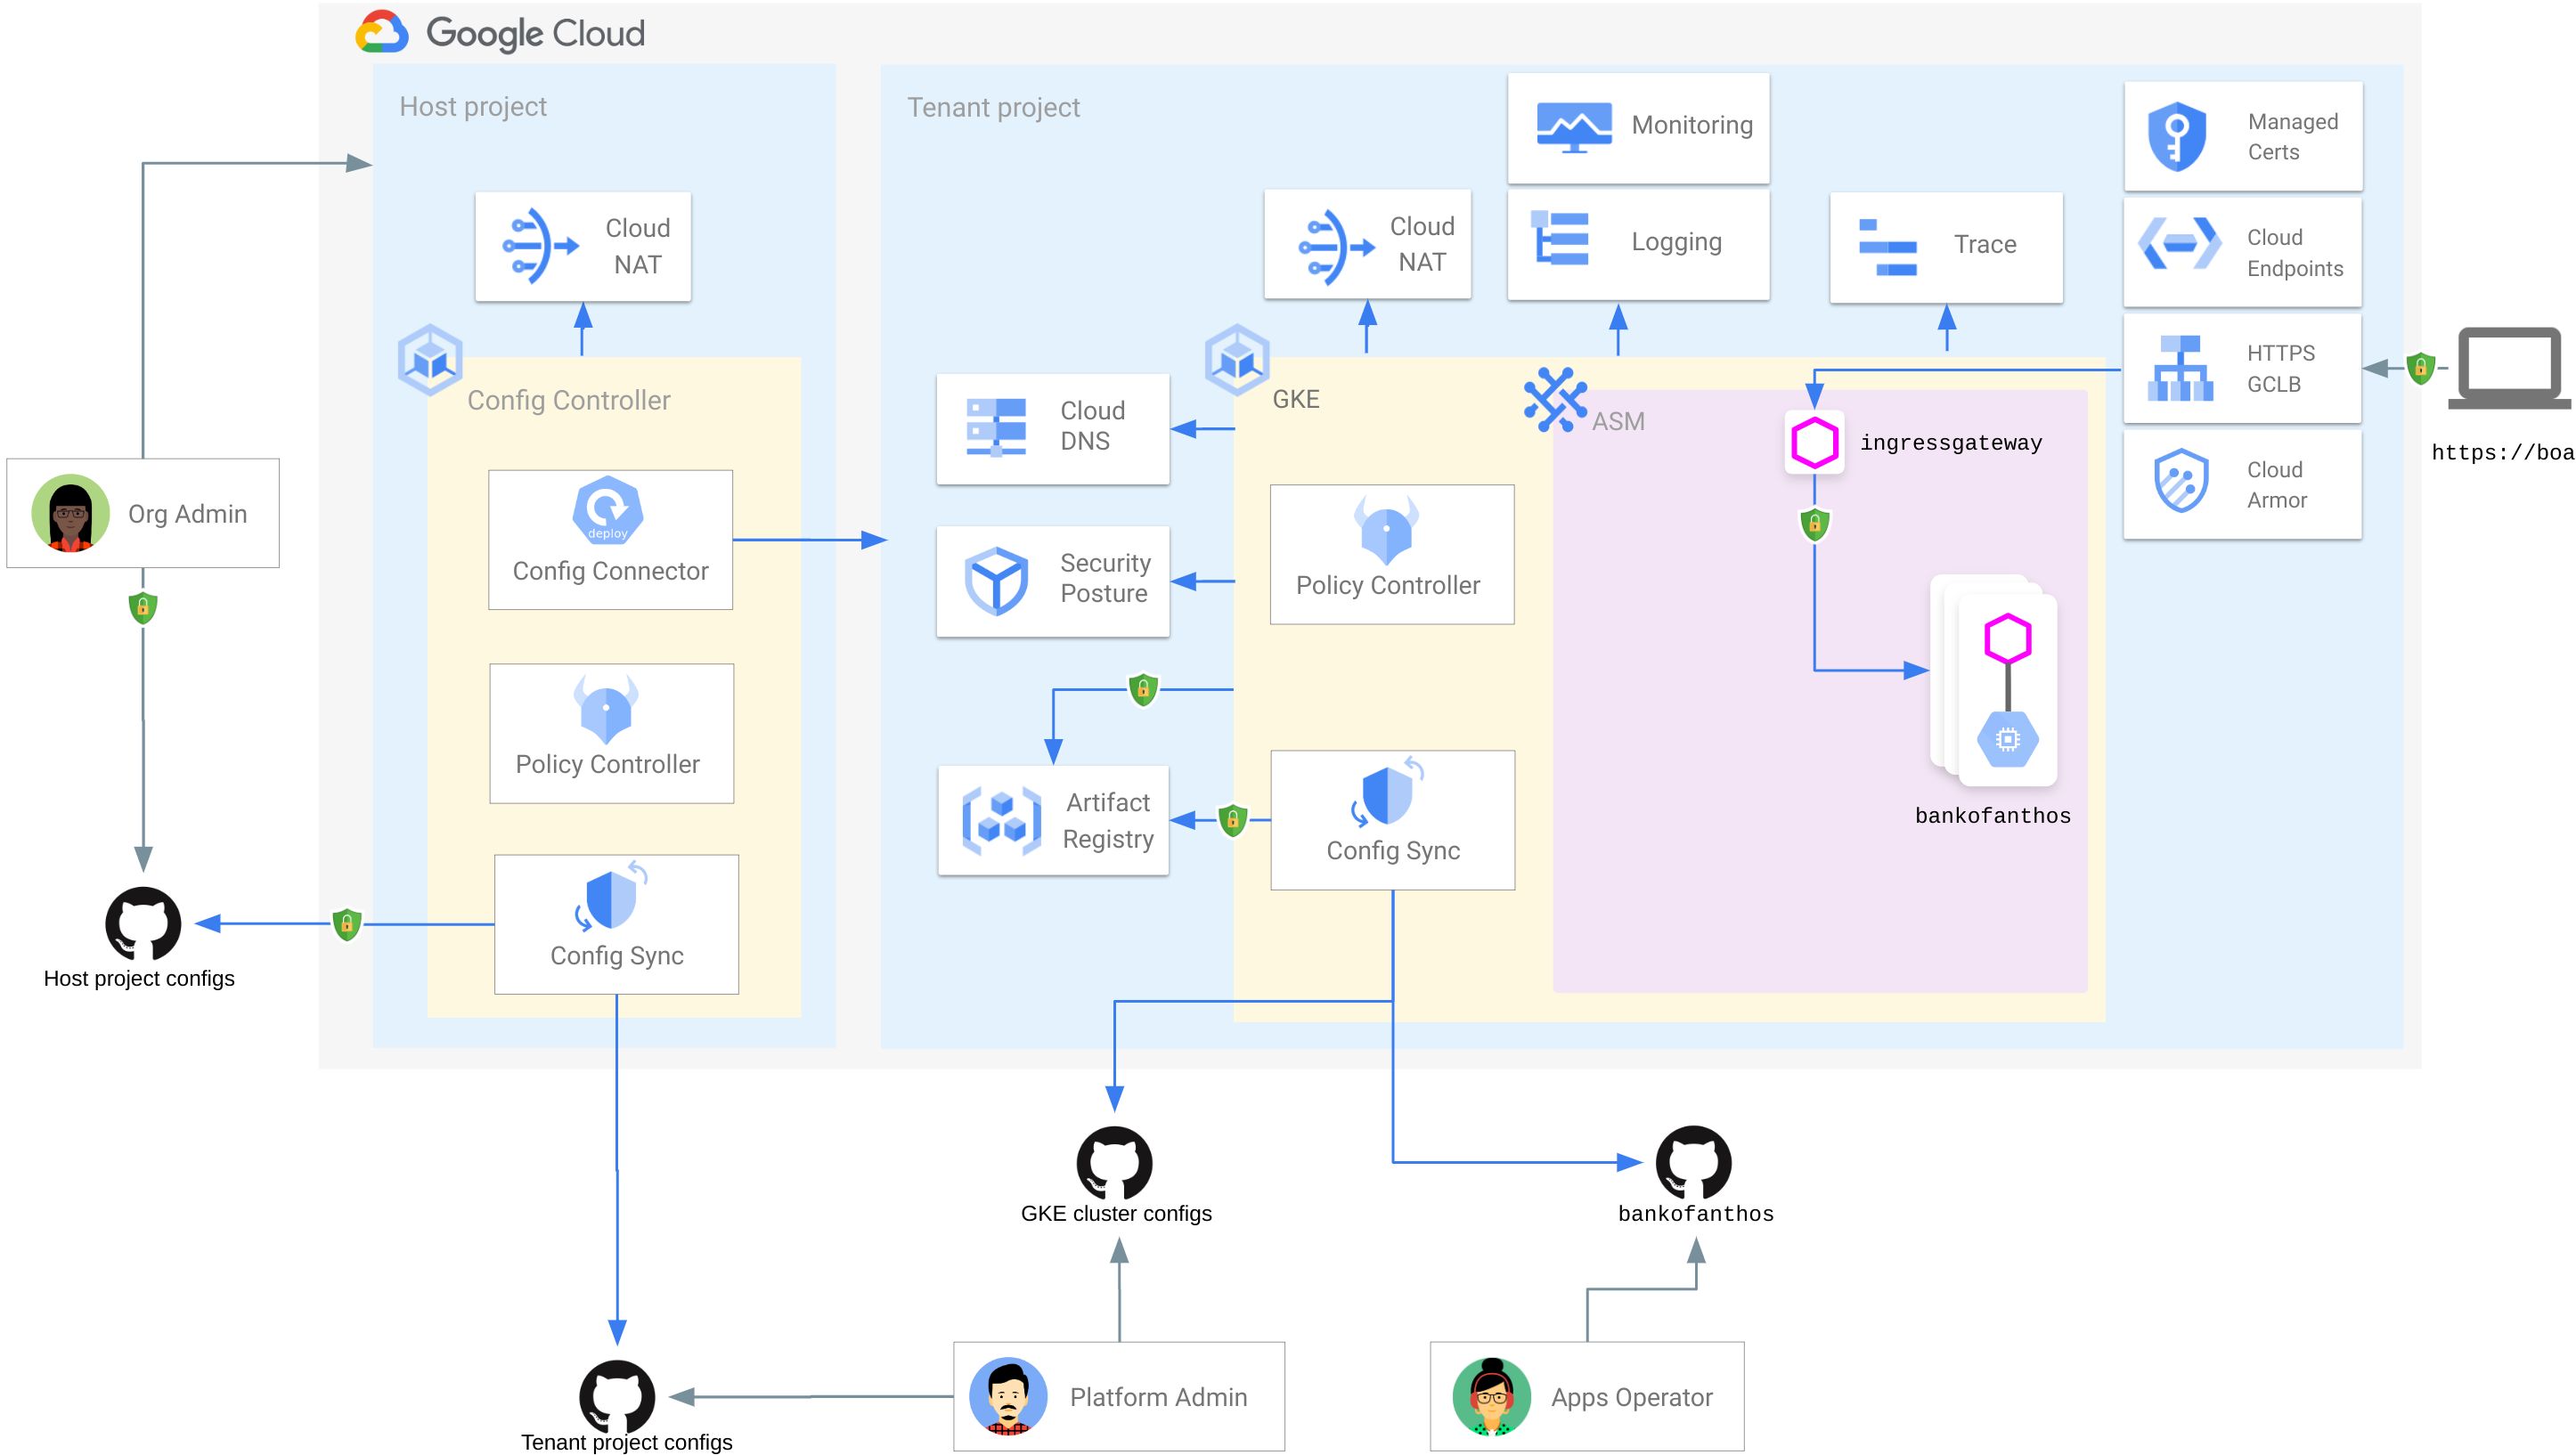 Google Cloud
Host project
Cloud
NAT
Config Controller
deploy
Config Connector
Policy Controller
Config Sync
Org Admin
Host project configs
Tenant project
Monitoring
Logging
Cloud
NAT
Trace
Managed
Certs
Cloud
Endpoints
HTTPS
GCLB
Cloud
Armor
https://boa
Cloud
DNS
Security
Posture
Artifact
Registry
GKE
Policy Controller
Config Sync
ASM
ingressgateway
bankofanthos
GKE cluster configs
bankofanthos
Tenant project configs
Platform Admin
Apps Operator